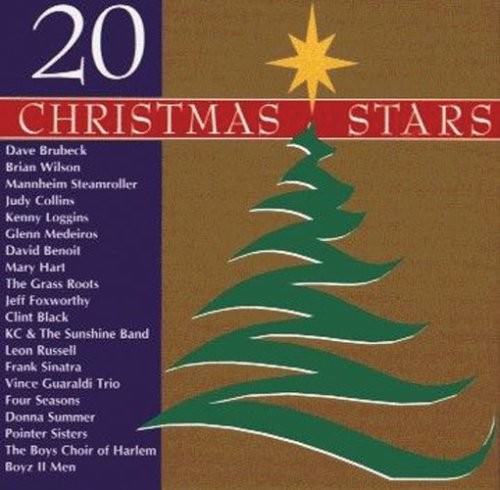 20
CHRISTMAS STARS
Dave Brubeck
Brian Wilson
Mannheim Steamroller
Judy Collins
Kenny Loggins
Glenn Medeiros
David Benoit
Mary Hart
The Grass Roots
Jeff Foxworthy
Clint Black
KC & The Sunshine Band
Leon Russell
Frank Sinatra
Vince Guaraldi Trio
Four Seasons
Donna Summer
Pointer Sisters
The Boys Choir of Harlem
Boyz II Men